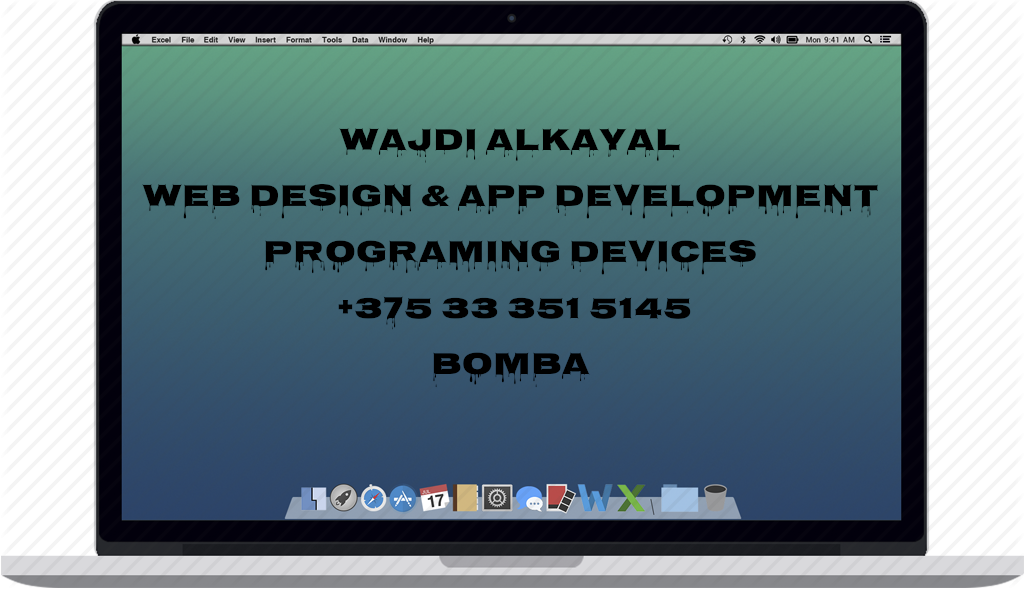 Excel File Edit View Insert Format Tools Data Window Help Mon 9:41 AM
WAJDI ALKAYAL
WEB DESIGN & APP DEVELOPMENT
PROGRAMING DEVICES
+375 33 351 5145
BOMBA
JUL
17
W X